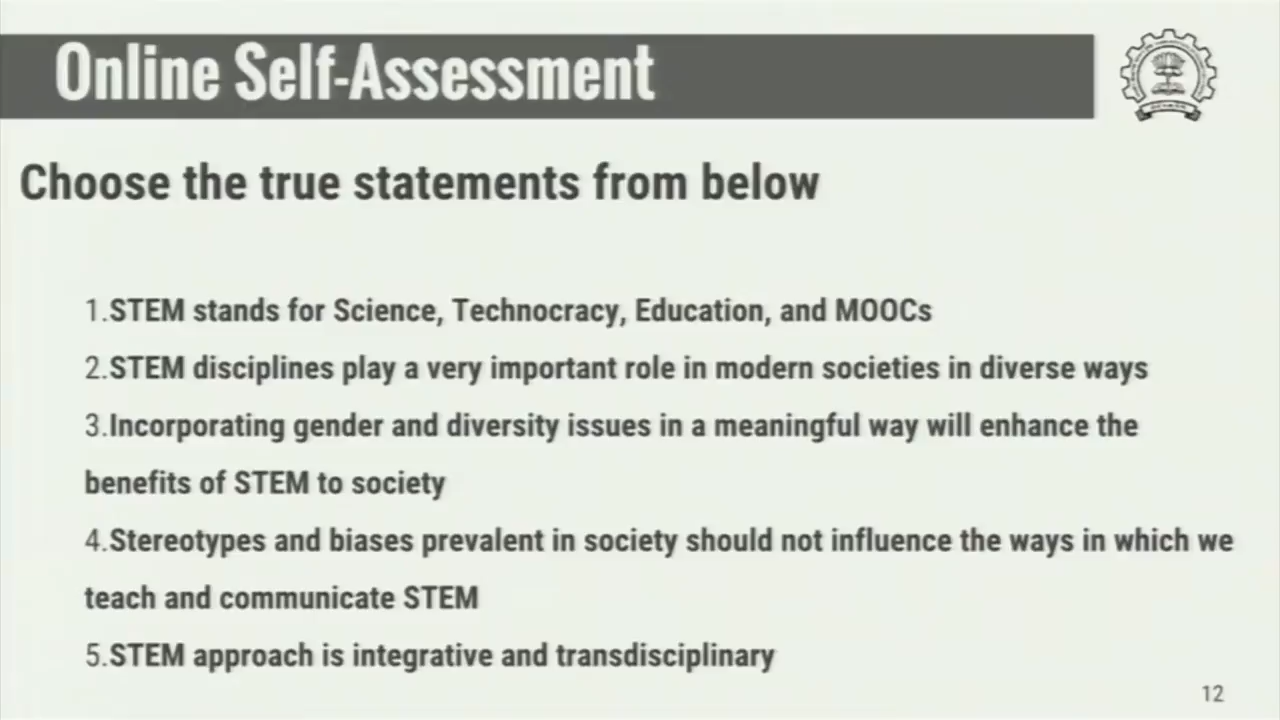 Online Self-Assessment
Choose the true statements from below
1.STEM stands for Science, Technocracy, Education, and MOOCs
2.STEM disciplines play a very important role in modern societies in diverse ways
3.Incorporating gender and diversity issues in a meaningful way will enhance the
benefits of STEM to society
4.Stereotypes and biases prevalent in society should not influence the ways in which we
teach and communicate STEM
5.STEM approach is integrative and transdisciplinary
12